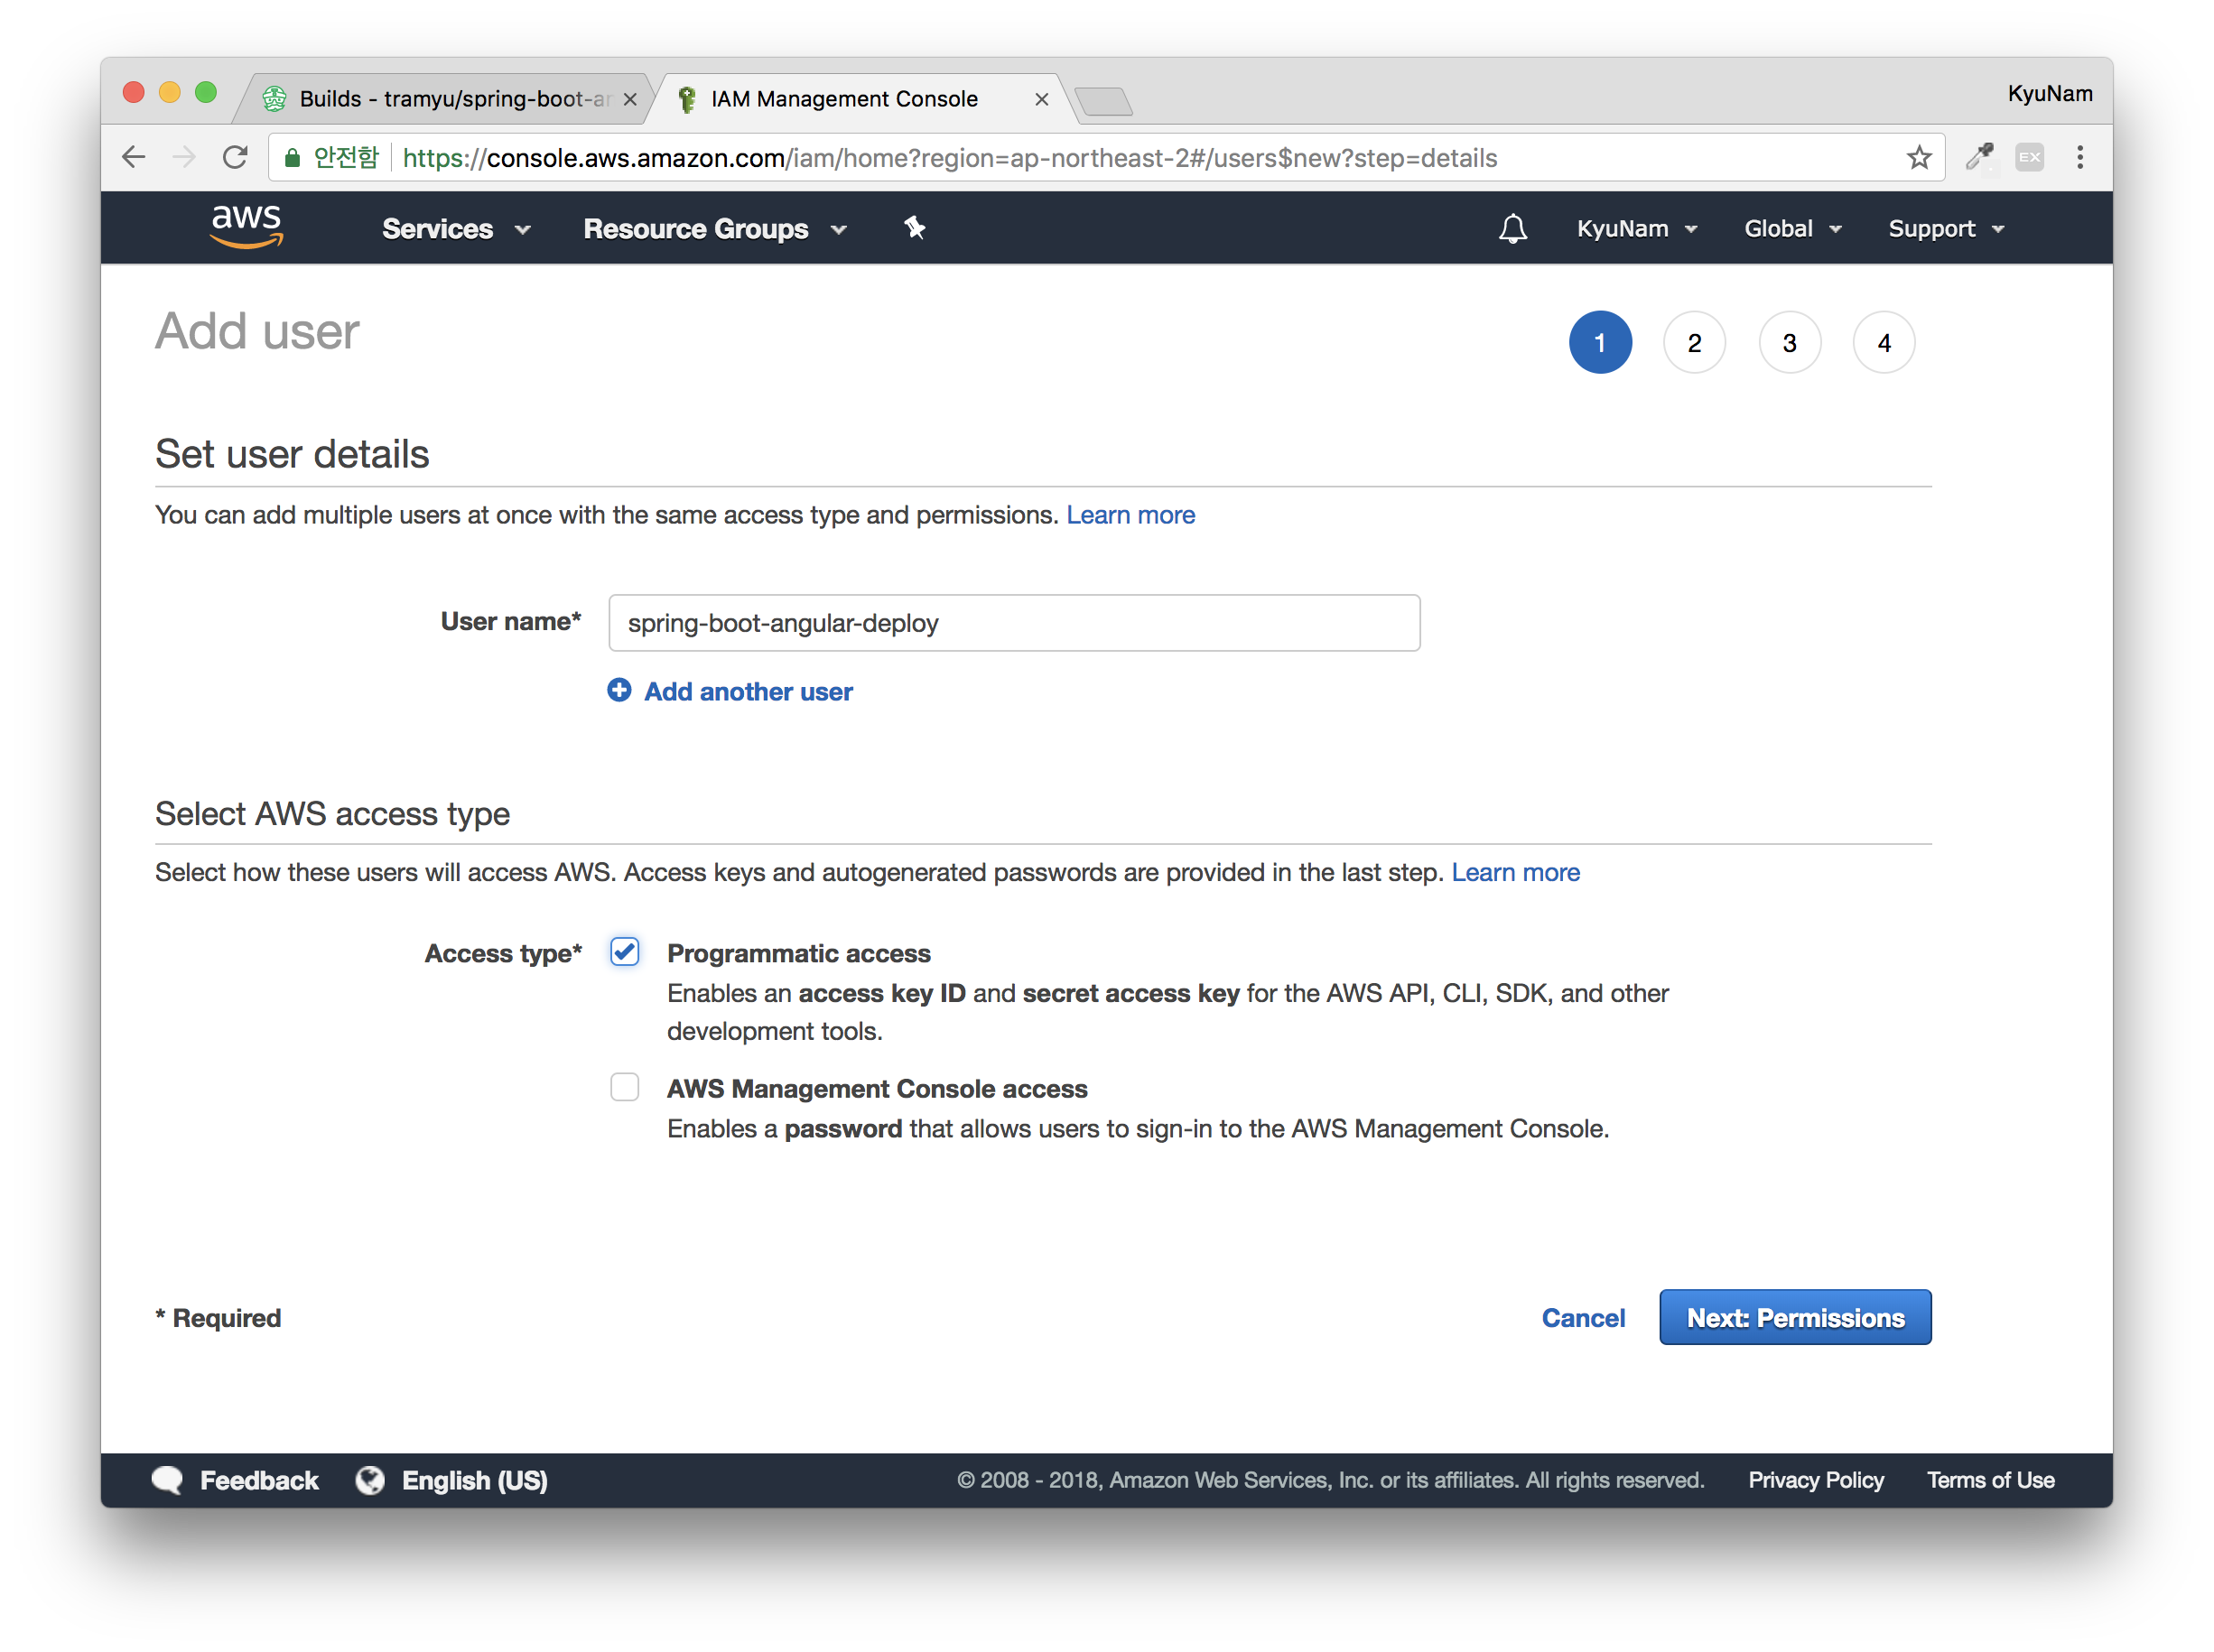 Builds - tramyu/spring-boot-ar
IAM Management Console
KyuNam
안전함 https://console.aws.amazon.com/iam/home?region=ap-northeast-2#/users$new?step=details
EX
aws Services Resource Groups KyuNam Global Support
Add user
1 2 3 4
Set user details
You can add multiple users at once with the same access type and permissions. Learn more
User name* spring-boot-angular-deploy
Add another user
Select AWS access type
Select how these users will access AWS. Access keys and autogenerated passwords are provided in the last step. Learn more
Access type* Programmatic access
Enables an access key ID and secret access key for the AWS API, CLI, SDK, and other
development tools.
AWS Management Console access
Enables a password that allows users to sign-in to the AWS Management Console.
* Required
Cancel Next: Permissions
Feedback English (US) © 2008 - 2018, Amazon Web Services, Inc. or its affiliates. All rights reserved. Privacy Policy Terms of Use